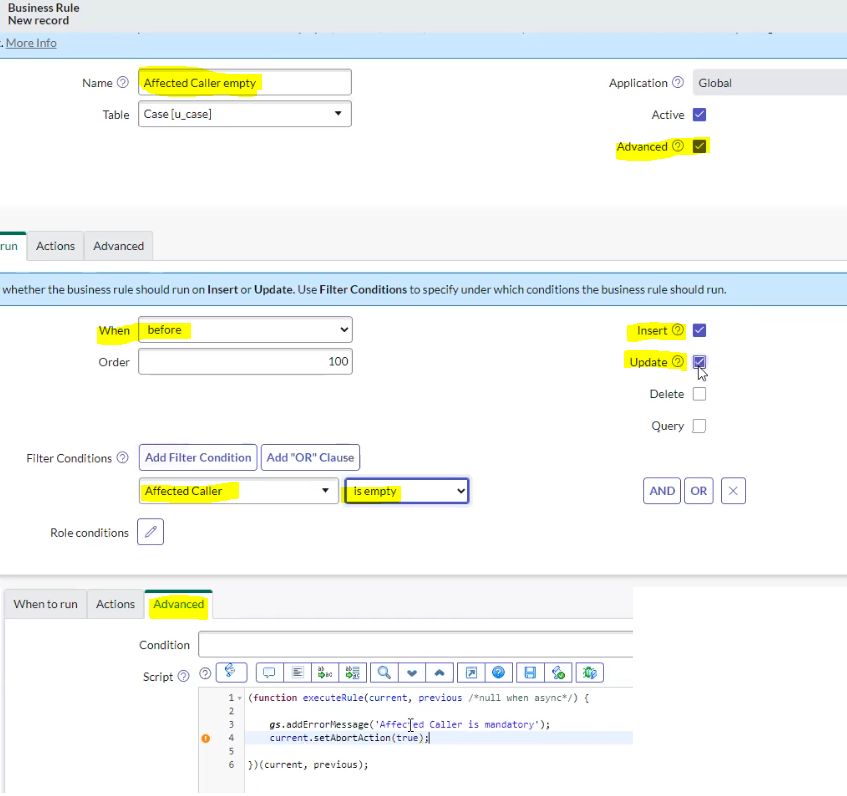 Business Rule
New record
. More Info
Name Affected Caller empty Application Global
Table Case [u_case] Active
Advanced
run Actions Advanced
whether the business rule should run on Insert or Update. Use Filter Conditions to specify under which conditions the business rule should run.
When before Insert
Order 100 Update
Delete
Query
Filter Conditions Add Filter Condition Add "OR" Clause
Affected Caller is empty AND OR
Role conditions
When to run Actions Advanced
Condition
Script
1 (function executeRule(current, previous /*null when async*/) {
2
3 gs.addErrorMessage('Affected Caller is mandatory');
4 current.setAbortAction(true);
5
6 })(current, previous);